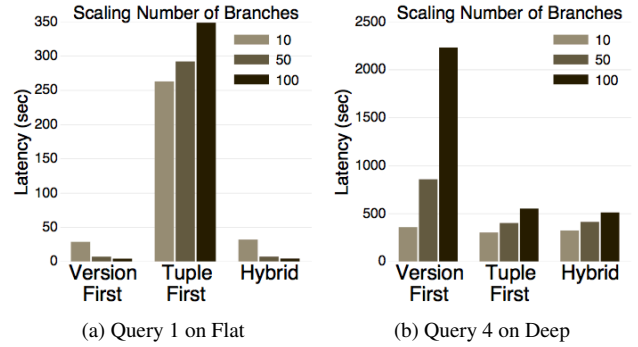 Scaling Number of Branches
350
300
250
200
150
100
50
0
Latency (sec)
10
50
100
Version First
Tuple First
Hybrid
(a) Query 1 on Flat
Scaling Number of Branches
2500
2000
1500
1000
500
0
Latency (sec)
10
50
100
Version First
Tuple First
Hybrid
(b) Query 4 on Deep